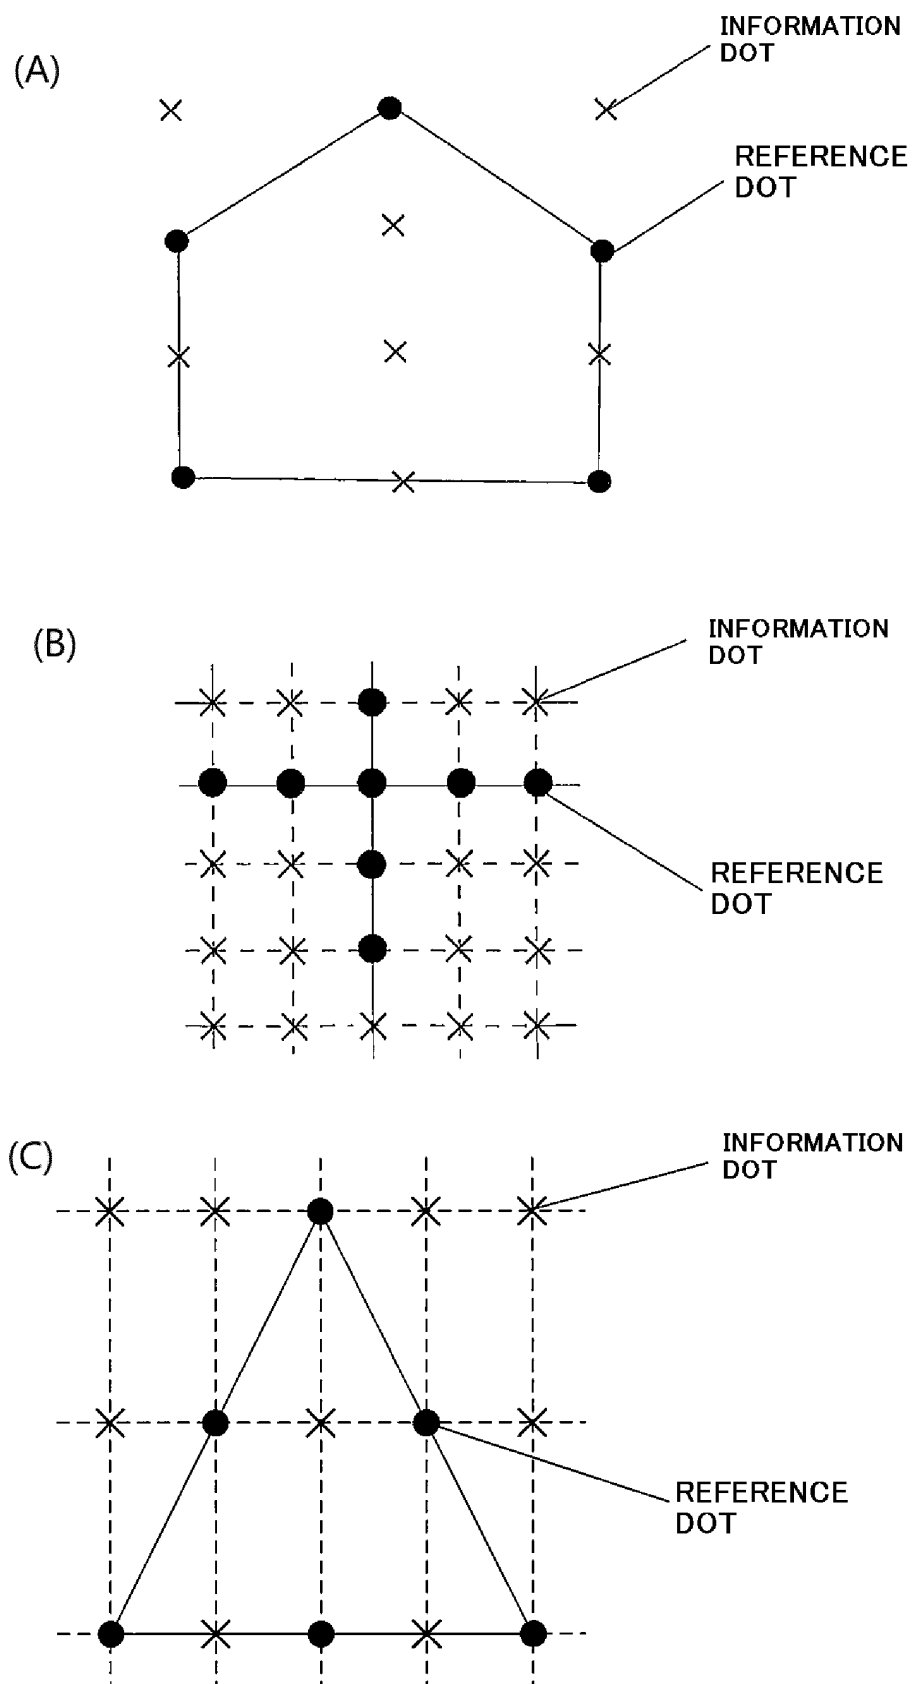 (A)
INFORMATION
DOT
REFERENCE
DOT
(B)
INFORMATION
DOT
REFERENCE
DOT
(C)
INFORMATION
DOT
REFERENCE
DOT